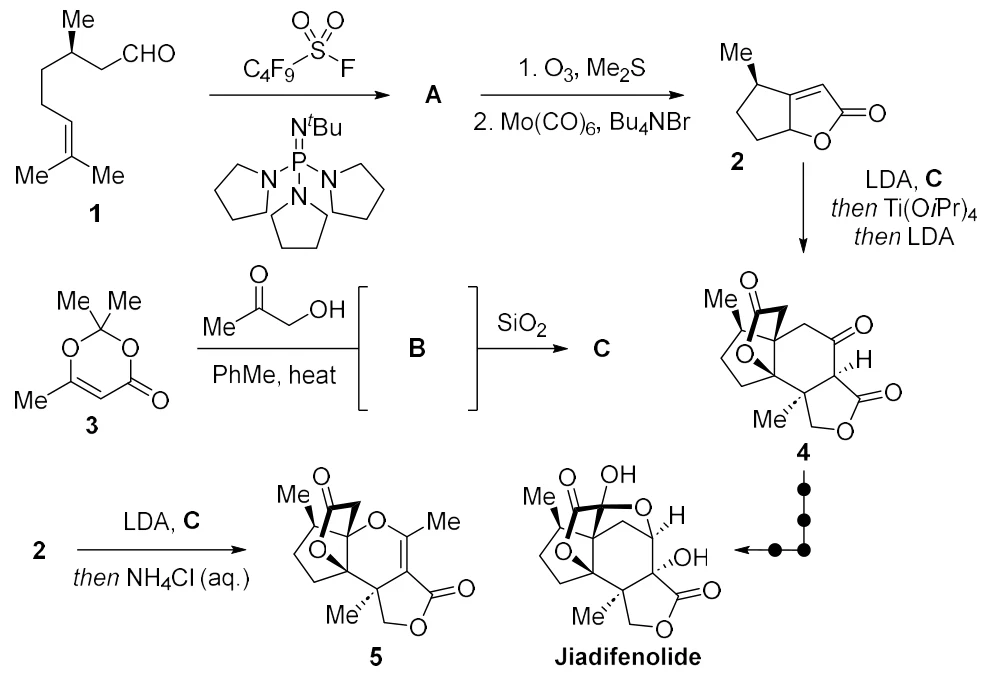 Me
CHO
Me Me
1
O O
S
C4F9 F
NtBu
P
N N
N
A
1. O3, Me2S
2. Mo(CO)6, Bu4NBr
Me
O
O
2
LDA, C
then Ti(OiPr)4
then LDA
Me Me
O O
Me O
3
O
Me OH
PhMe, heat
B
SiO2
C
O
Me
O
O
H
Me
O
O
4
2
LDA, C
then NH4Cl (aq.)
O
Me
O Me
O
Me
O
O
5
O OH
Me
O
H
O
OH
Me
O
O
Jiadifenolide